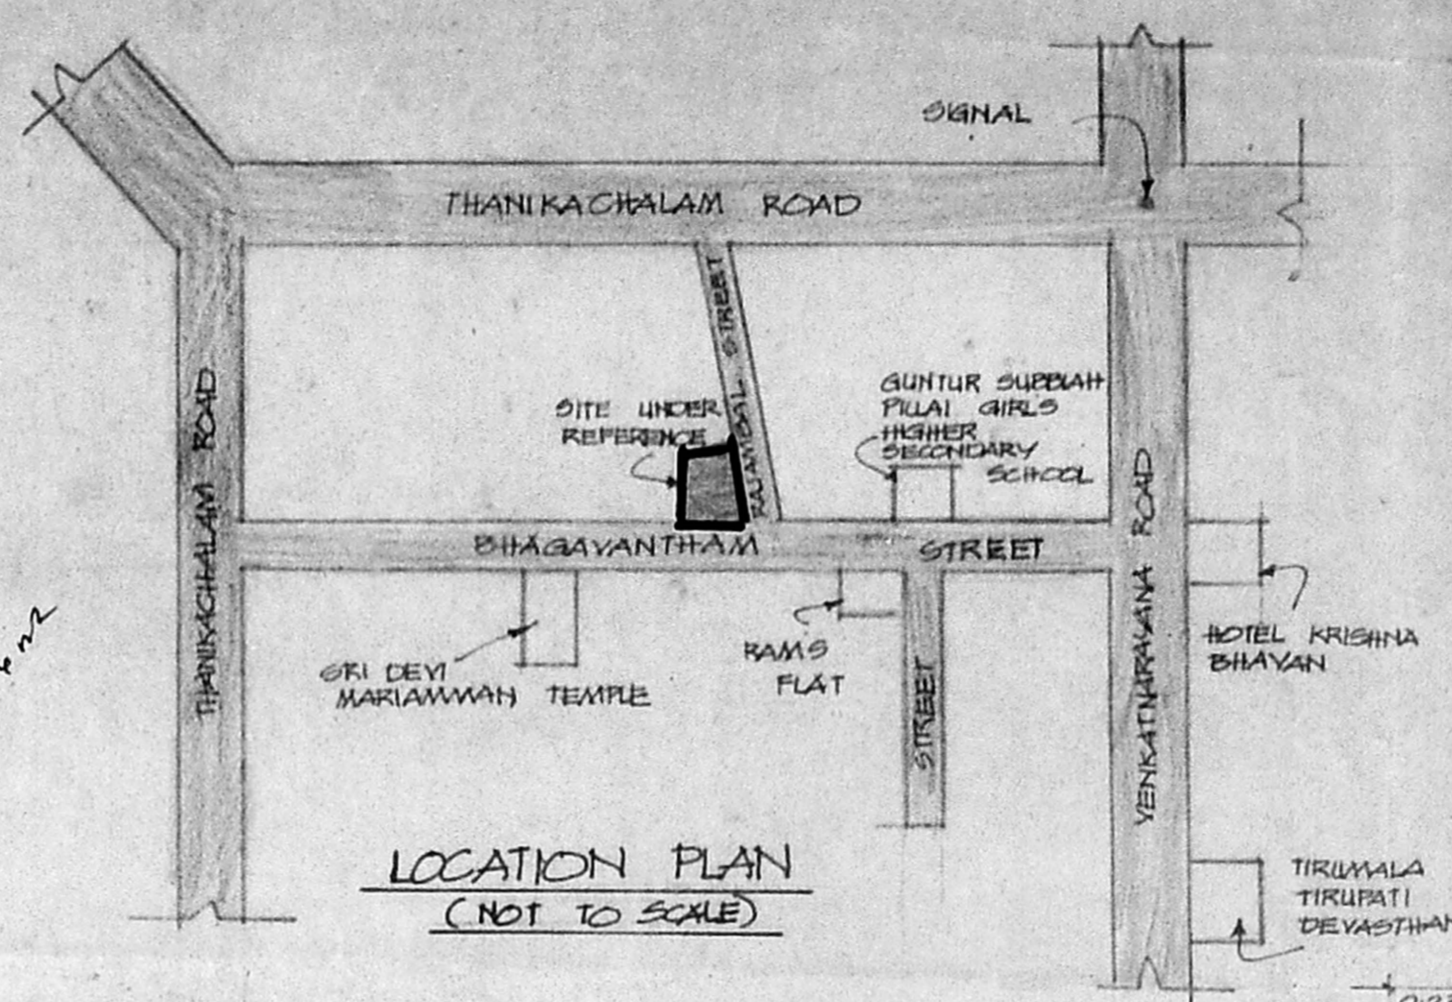 SIGNAL
THANIKACHALAM ROAD
RAJAMBAL STREET
THANIKACHALAM ROAD
SITE UNDER
REFERENCE
GUNTUR SUBBIAH
PILLAI GIRLS
HIGHER
SECONDARY
SCHOOL
VENKATNARAYANA ROAD
BHAGAVANTHAM STREET
HOTEL KRISHNA
BHAVAN
SRI DEVI
MARIAMMAN TEMPLE
RAMS
FLAT
STREET
LOCATION PLAN
(NOT TO SCALE)
TIRUMALA
TIRUPATI
DEVASTHAN